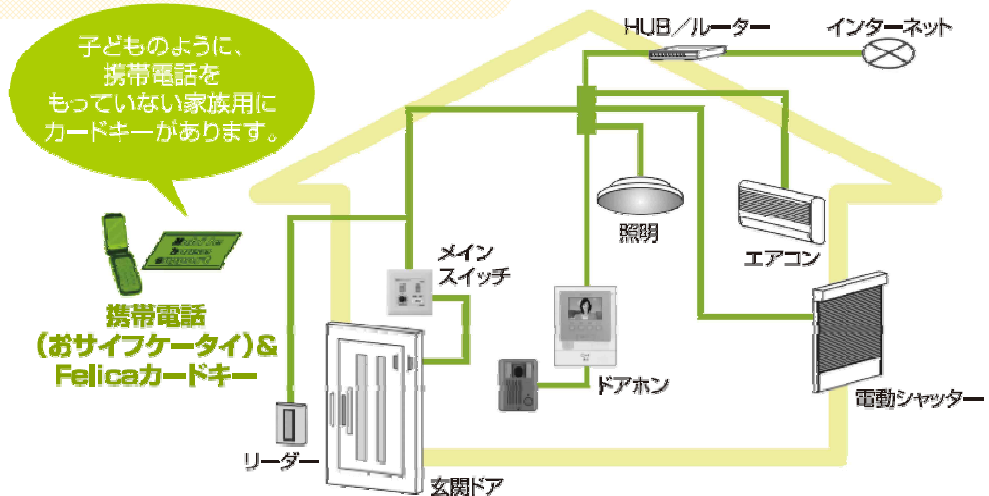 子どものように、
携帯電話を
もっていない家族用に
カードキーがあります。
HUB／ルーター
インターネット
照明
エアコン
メイン
スイッチ
携帯電話
（おサイフケータイ）&
Felicaカードキー
ドアホン
電動シャッター
リーダー
玄関ドア